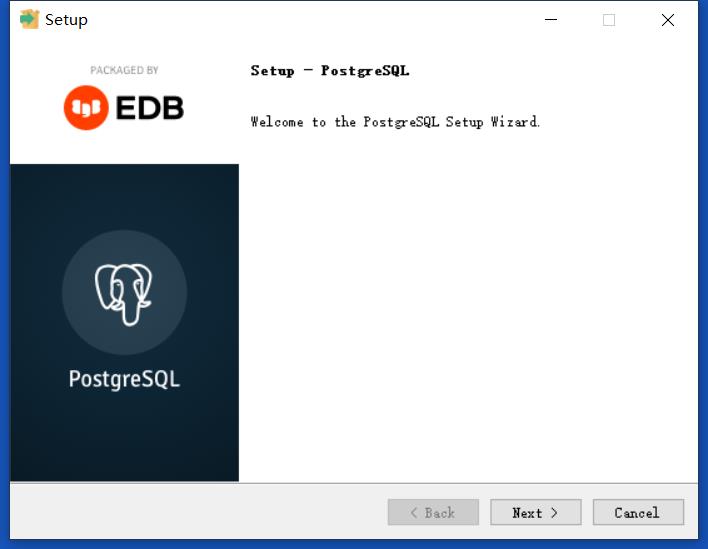 Setup
PACKAGED BY
EDB
Setup - PostgreSQL
Welcome to the PostgreSQL Setup Wizard.
PostgreSQL
< Back
Next >
Cancel